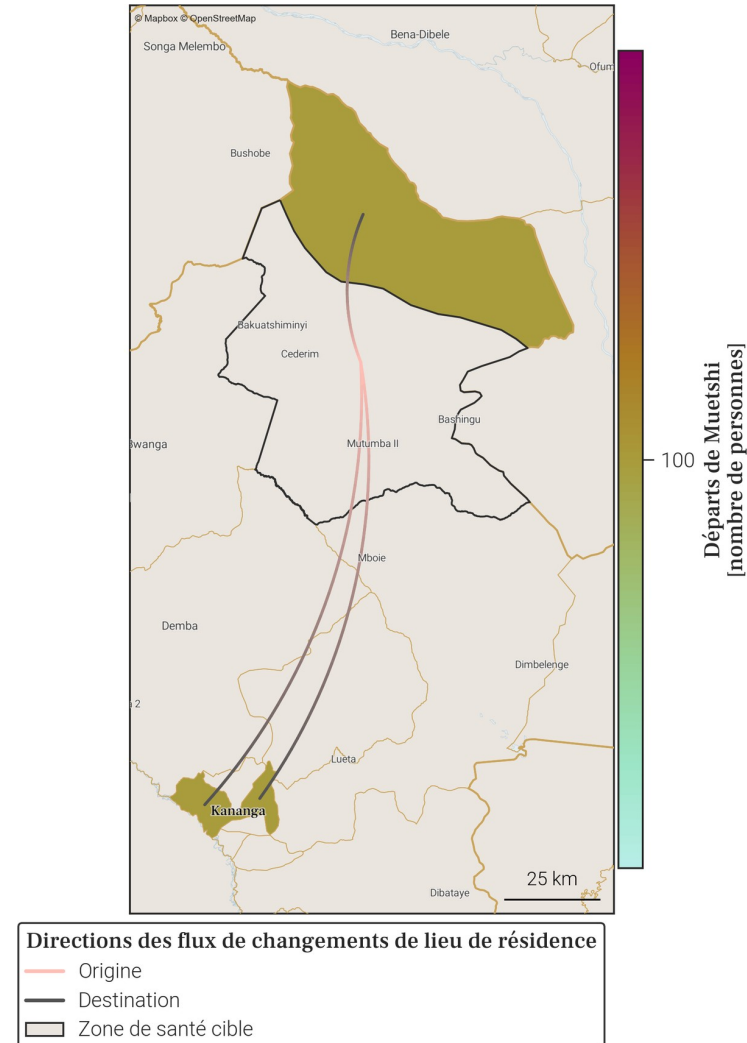 © Mapbox © OpenStreetMap
Bena-Dibele
Songa Melembo
Ofum
Bushobe
Bakuatshiminyi
Cederim
Bashingu
Bwanga
Mutumba II
100
Départs de Muetshi
[nombre de personnes]
Mboie
Demba
Dimbelenge
2
Lueta
Kananga
25 km
Dibataye
Directions des flux de changements de lieu de résidence
Origine
Destination
Zone de santé cible